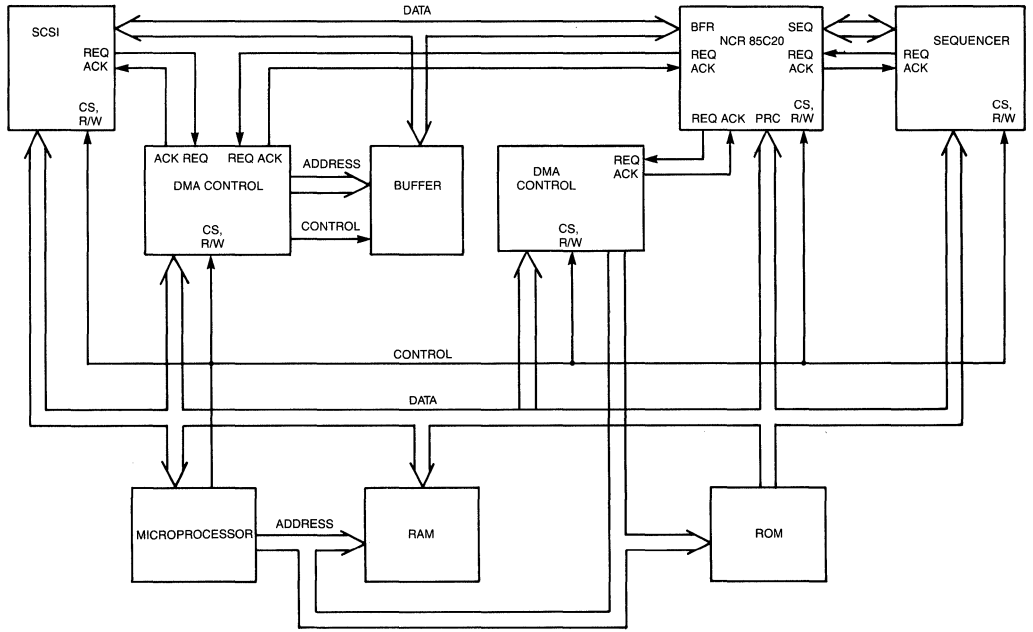 DATA
SCSI
REQ
ACK
CS,
R/W
BFR
SEQ
NCR 85C20
REQ
ACK
REQ
ACK
REQ ACK
PRC
CS,
R/W
SEQUENCER
REQ
ACK
CS,
R/W
ACK REQ
REQ ACK
DMA CONTROL
CS,
R/W
ADDRESS
CONTROL
BUFFER
REQ
ACK
DMA
CONTROL
CS,
R/W
CONTROL
DATA
MICROPROCESSOR
ADDRESS
RAM
ROM